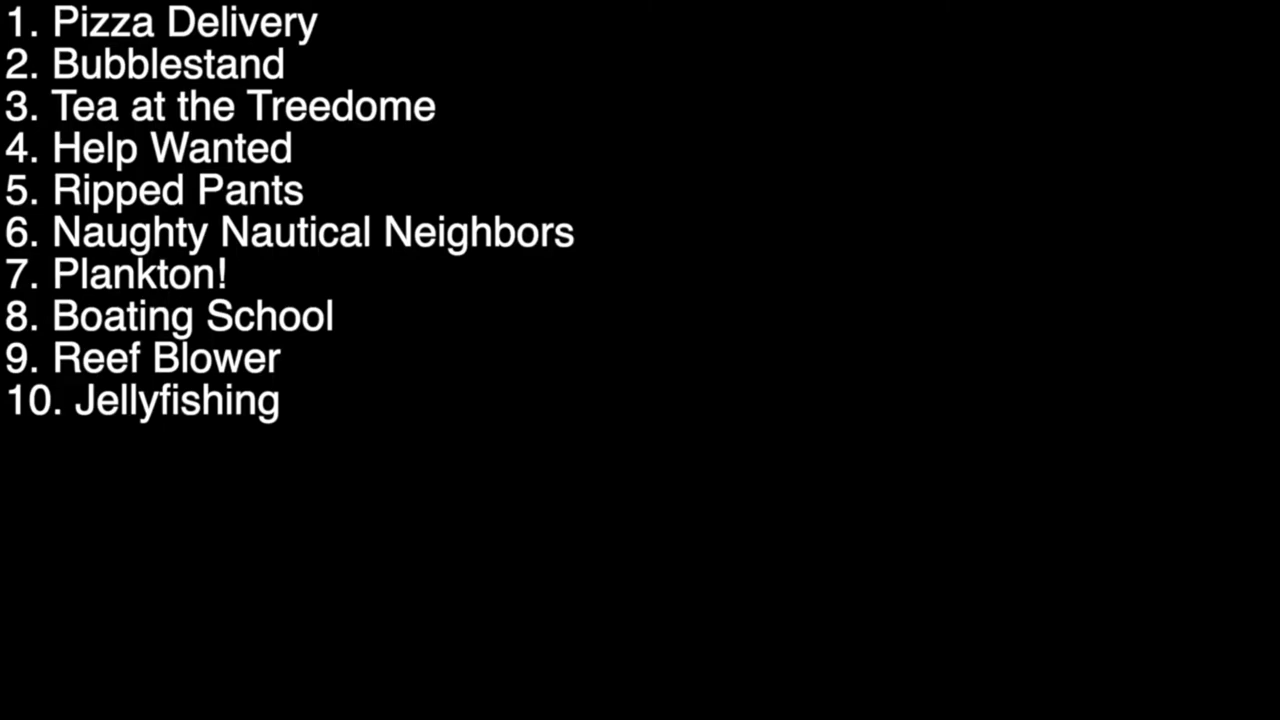 1. Pizza Delivery
2. Bubblestand
3. Tea at the Treedome
4. Help Wanted
5. Ripped Pants
6. Naughty Nautical Neighbors
7. Plankton!
8. Boating School
9. Reef Blower
10. Jellyfishing